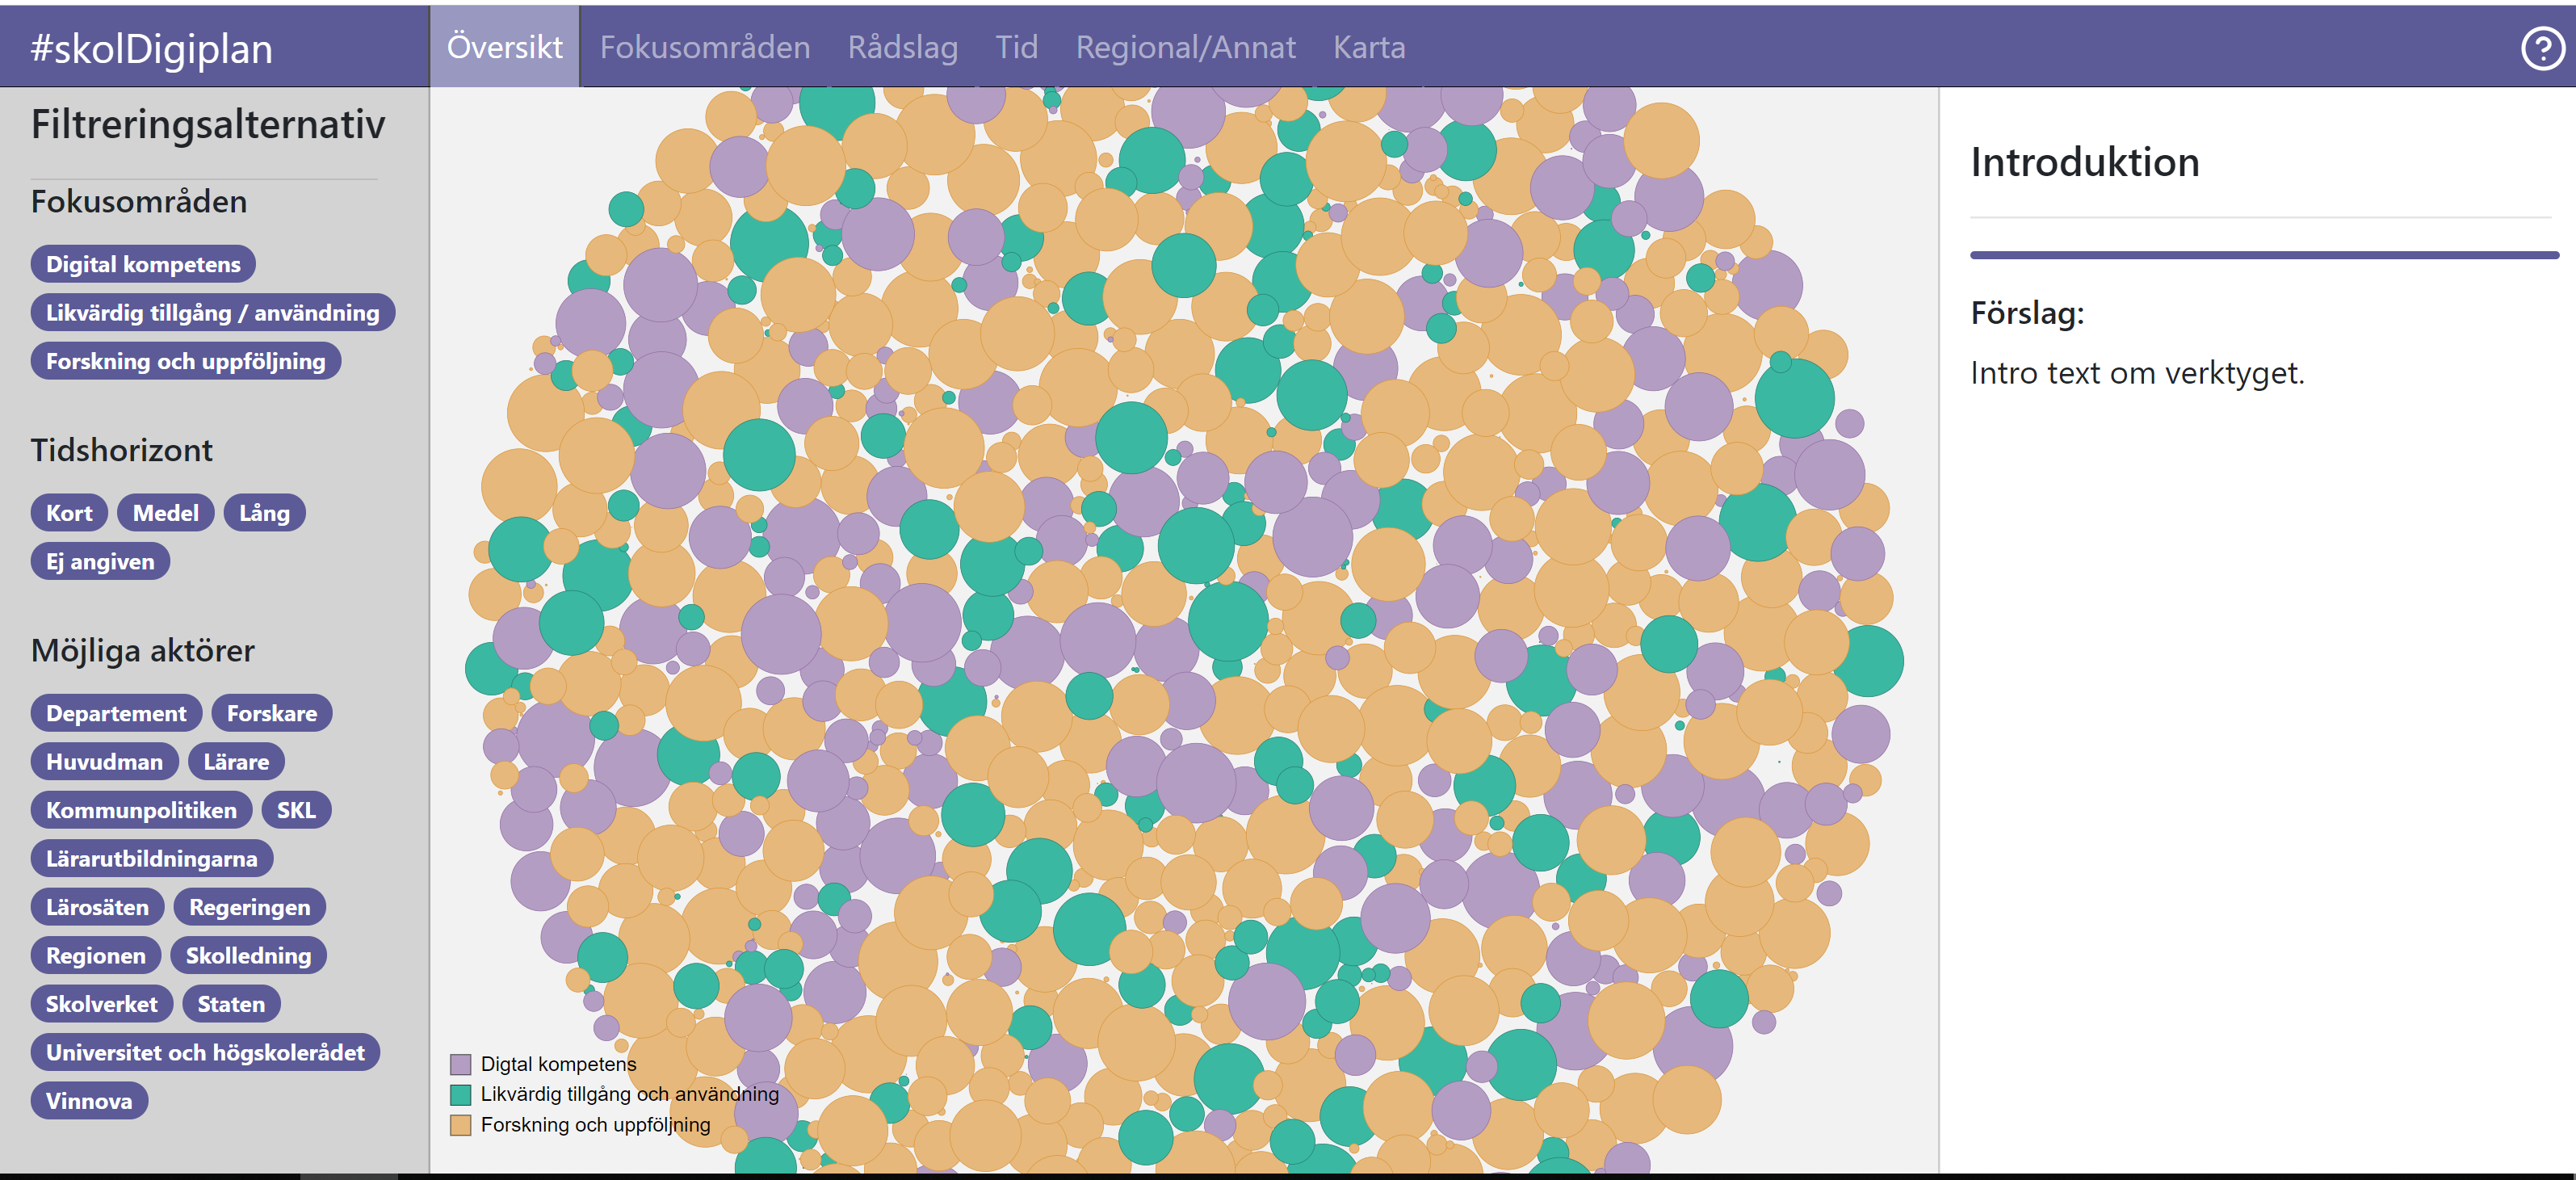 #skolDigiplan
Översikt Fokusområden Rådslag Tid Regional/Annat Karta ?
Filtreringsalternativ
Fokusområden
Digital kompetens
Likvärdig tillgång / användning
Forskning och uppföljning
Tidshorizont
Kort Medel Lång
Ej angiven
Möjliga aktörer
Departement Forskare
Huvudman Lärare
Kommunpolitiken SKL
Lärarutbildningarna
Lärosäten Regeringen
Regionen Skolledning
Skolverket Staten
Universitet och högskolerådet
Vinnova
Digtal kompetens
Likvärdig tillgång och användning
Forskning och uppföljning
Introduktion
Förslag:
Intro text om verktyget.